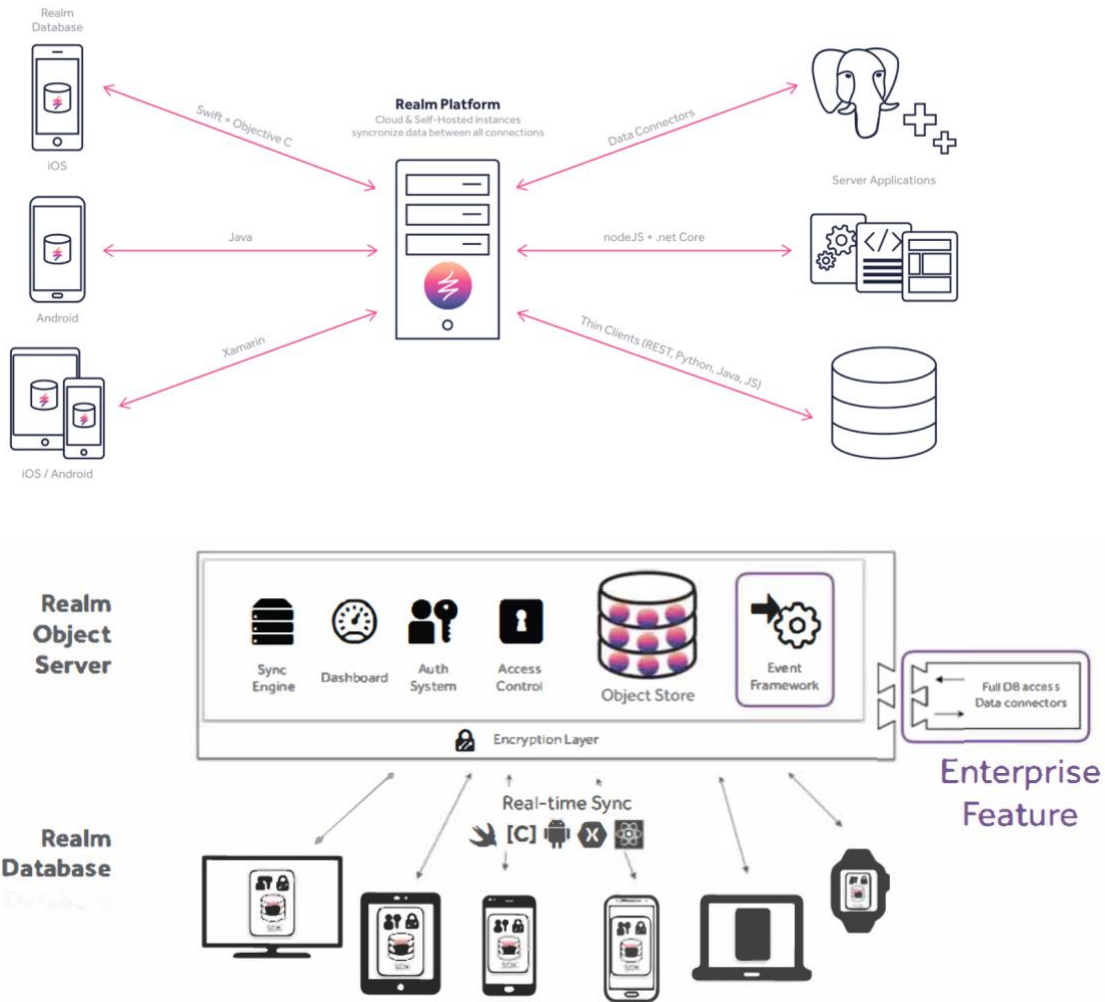 Realm
Database
iOS
Swift + Objective C
Realm Platform
Cloud & Self-Hosted instances
syncronize data between all connections
Data Connectors
Server Applications
Java
nodeJS + .net Core
Android
Xamarin
Thin Clients (REST, Python, Java, JS)
iOS / Android
Realm
Object
Server
Sync
Engine
Dashboard
Auth
System
Access
Control
Object Store
Event
Framework
Full DB access
Data connectors
Encryption Layer
Enterprise
Feature
Real-time Sync
[C]
Realm
Database
SDK
SDK
SDK
SDK
SDK